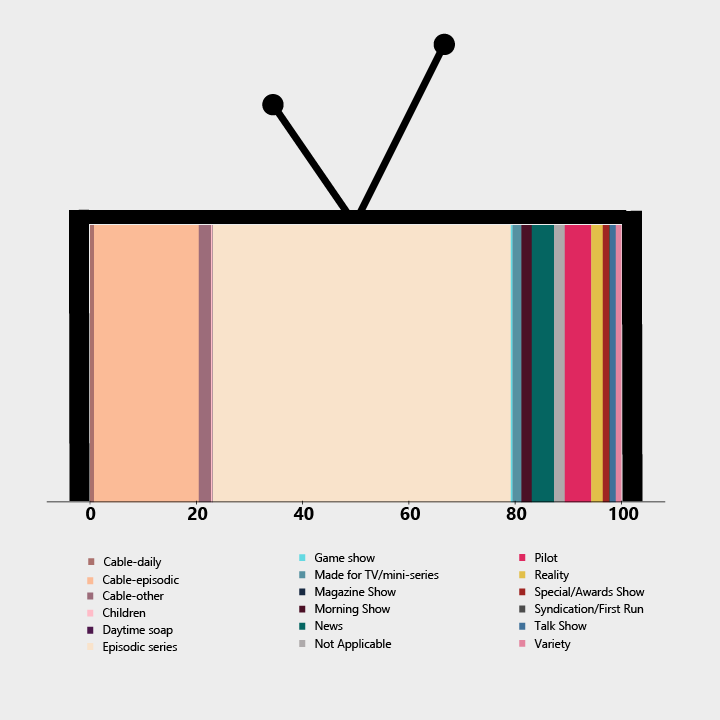 0 20 40 60 80 100
Cable-daily
Cable-episodic
Cable-other
Children
Daytime soap
Episodic series
Game show
Made for TV/mini-series
Magazine Show
Morning Show
News
Not Applicable
Pilot
Reality
Special/Awards Show
Syndication/First Run
Talk Show
Variety